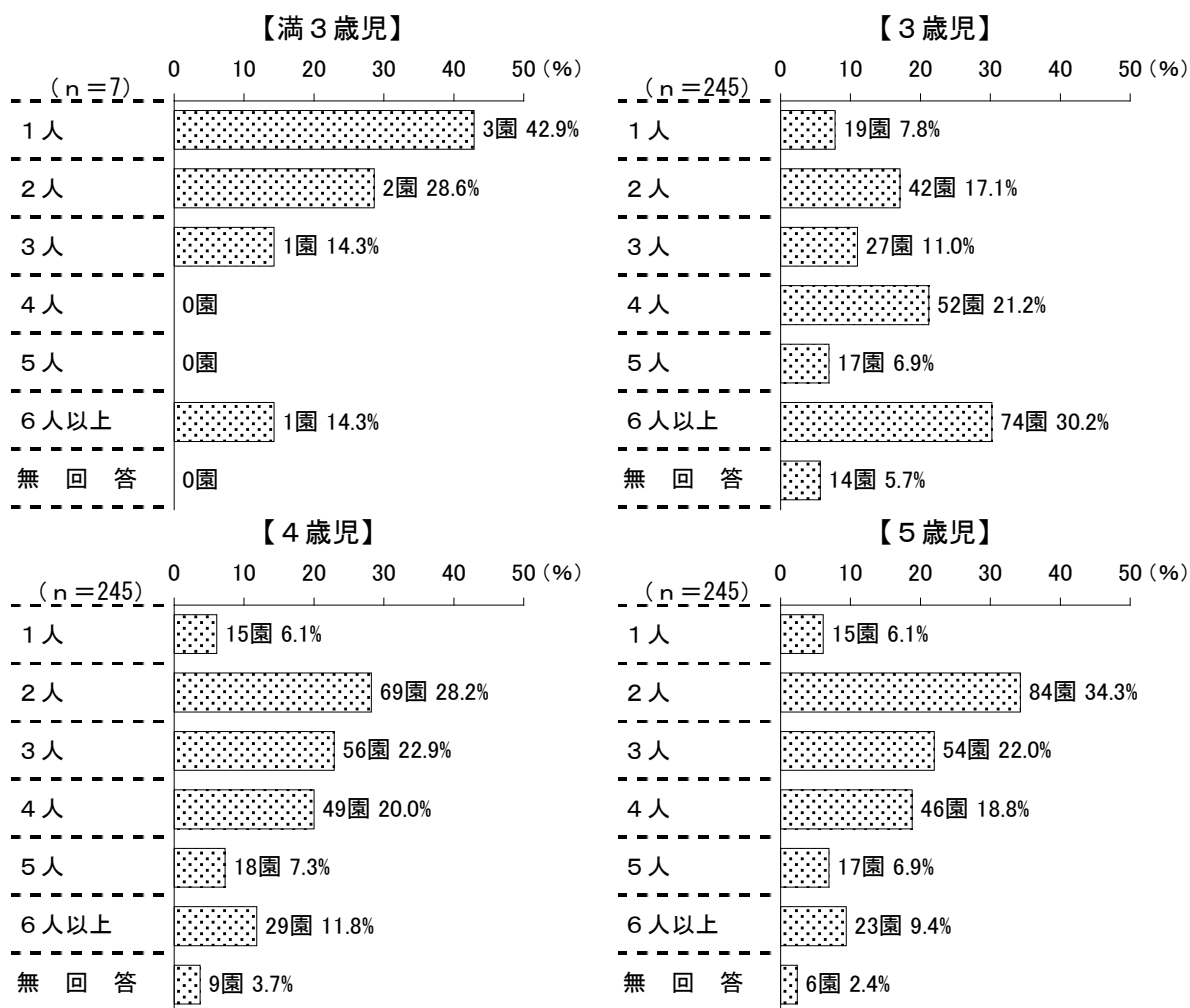 【満３歳児】
0 10 20 30 40 50 (%)
(ｎ＝7)
１人 3園 42.9%
２人 2園 28.6%
３人 1園 14.3%
４人 0園
５人 0園
６人以上 1園 14.3%
無　回　答 0園
【３歳児】
0 10 20 30 40 50 (%)
(ｎ＝245)
１人 19園 7.8%
２人 42園 17.1%
３人 27園 11.0%
４人 52園 21.2%
５人 17園 6.9%
６人以上 74園 30.2%
無　回　答 14園 5.7%
【４歳児】
0 10 20 30 40 50 (%)
(ｎ＝245)
１人 15園 6.1%
２人 69園 28.2%
３人 56園 22.9%
４人 49園 20.0%
５人 18園 7.3%
６人以上 29園 11.8%
無　回　答 9園 3.7%
【５歳児】
0 10 20 30 40 50 (%)
(ｎ＝245)
１人 15園 6.1%
２人 84園 34.3%
３人 54園 22.0%
４人 46園 18.8%
５人 17園 6.9%
６人以上 23園 9.4%
無　回　答 6園 2.4%